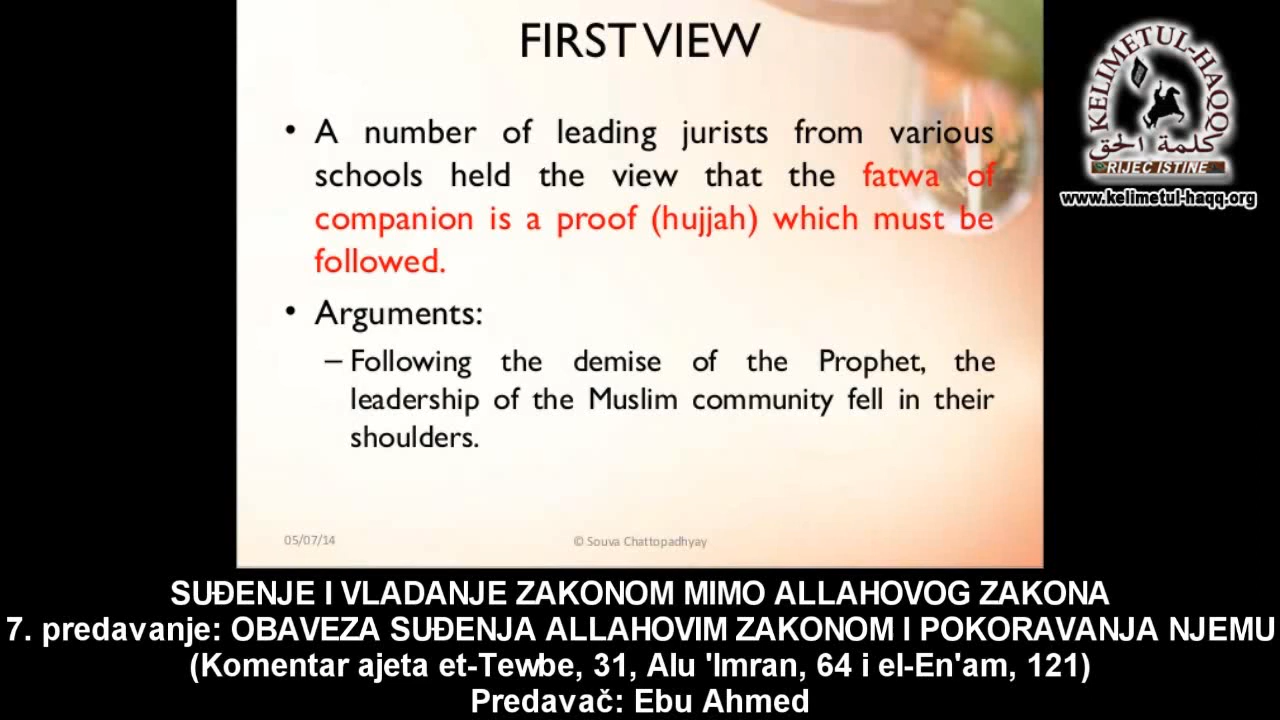 FIRST VIEW
• A number of leading jurists from various
schools held the view that the fatwa of
companion is a proof (hujjah) which must be
followed.
• Arguments:
– Following the demise of the Prophet, the
leadership of the Muslim community fell in their
shoulders.
05/07/14
© Souva Chattopadhyay
KELIMETUL-HAQQ
كلمة الحق
RIJEC ISTINE
www.kelimetul-haqq.org
SUĐENJE I VLADANJE ZAKONOM MIMO ALLAHOVOG ZAKONA
7. predavanje: OBAVEZA SUĐENJA ALLAHOVIM ZAKONOM I POKORAVANJA NJEMU
(Komentar ajeta et-Tewbe, 31, Alu 'Imran, 64 i el-En'am, 121)
Predavač: Ebu Ahmed